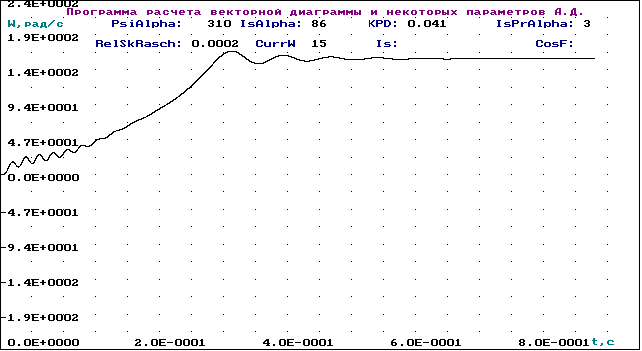 2.4E+0002
Программа расчета векторной диаграммы и некоторых параметров А.Д.
W,рад/с PsiAlpha: 310 IsAlpha: 86 KPD: 0.041 IsPrAlpha: 3
1.9E+0002
RelSkRasch: 0.0002 CurrW 15 Is: CosF:
1.4E+0002
9.4E+0001
4.7E+0001
0.0E+0000
-4.7E+0001
-9.4E+0001
-1.4E+0002
-1.9E+0002
0.0E+0000 2.0E-0001 4.0E-0001 6.0E-0001 8.0E-0001 t,c